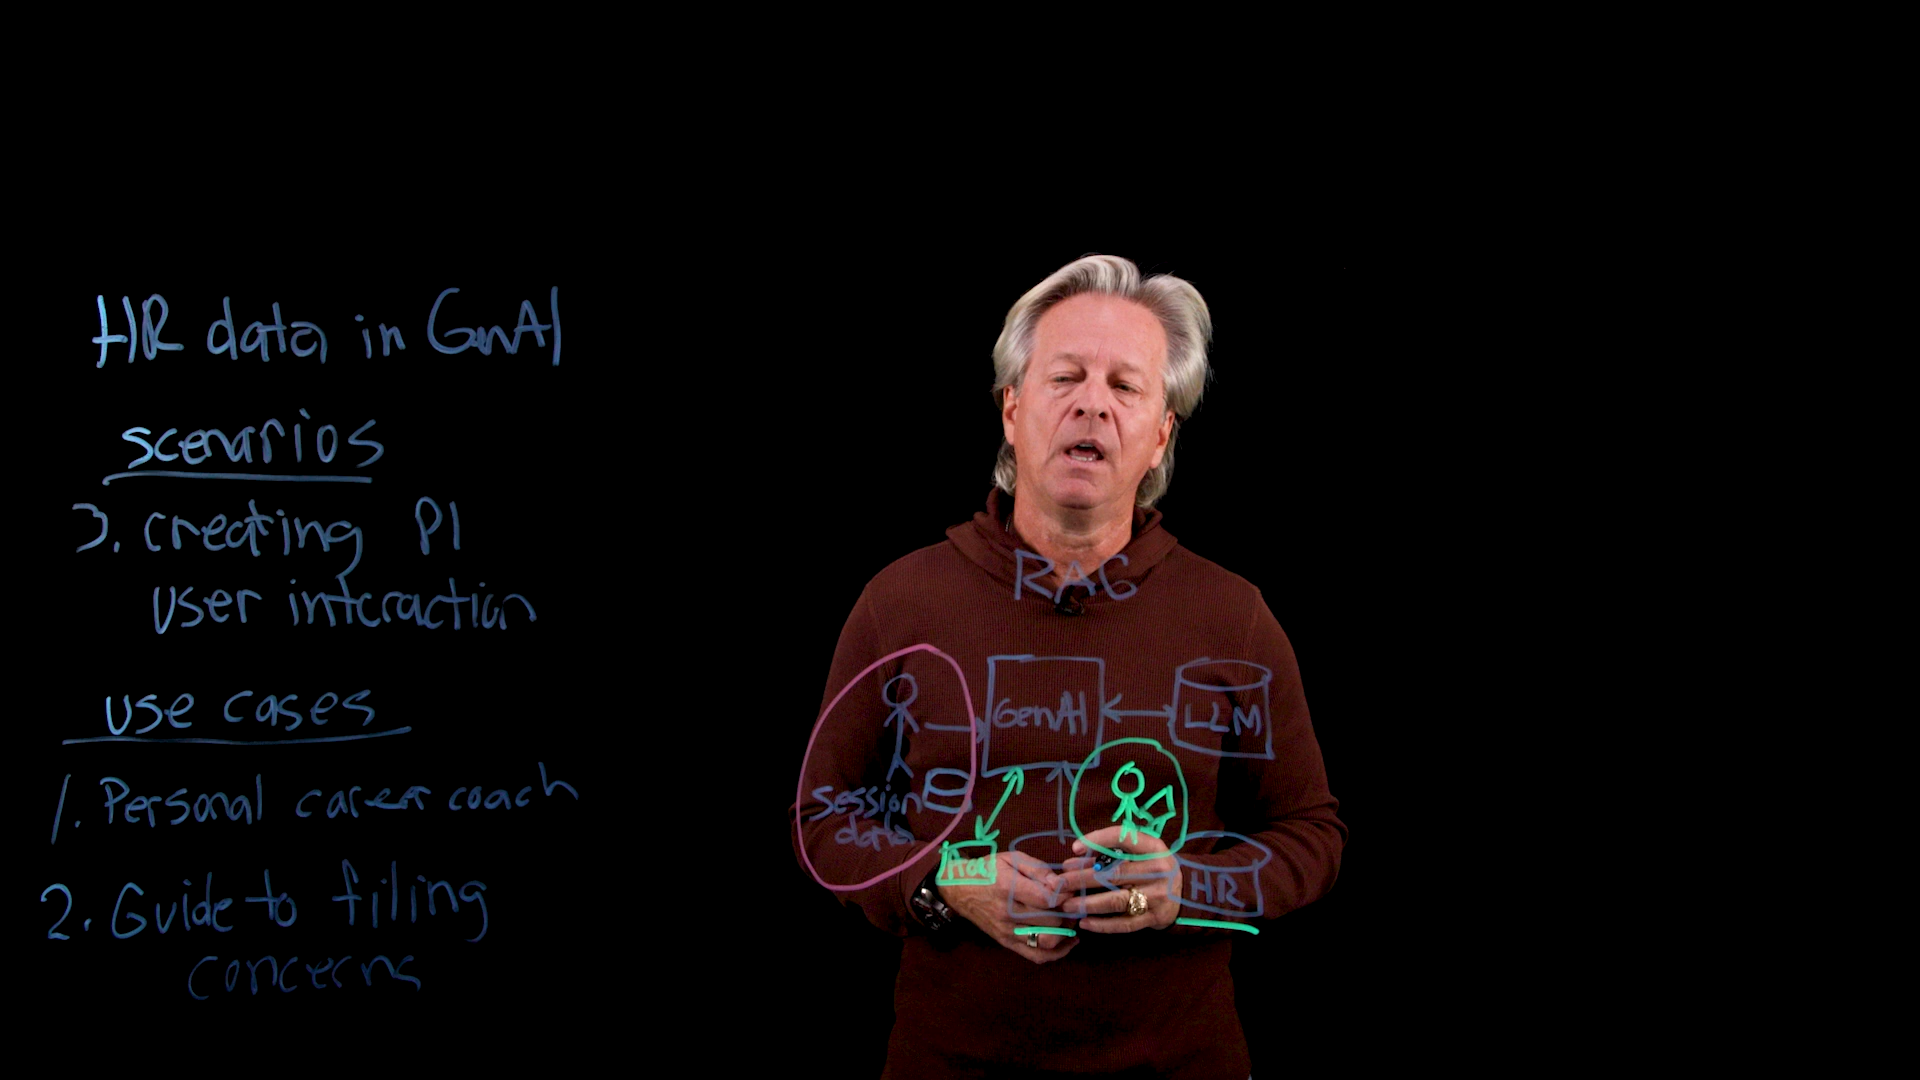 HR data in GenAI
scenarios
3. creating PI
user interaction
use cases
1. Personal career coach
2. Guide to filing
concerns
RAG
GenAI
LLM
session
data
V
HR